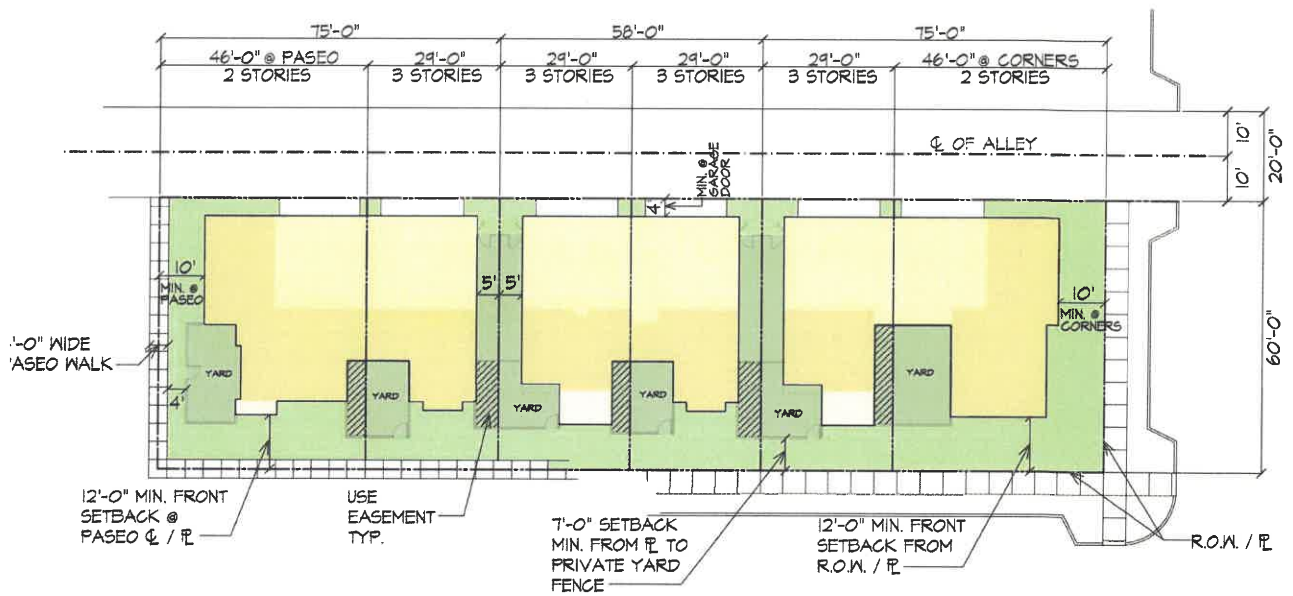 75'-0"
58'-0"
75'-0"
46'-0" @ PASEO
2 STORIES
29'-0"
3 STORIES
29'-0"
3 STORIES
29'-0"
3 STORIES
29'-0"
3 STORIES
46'-0" @ CORNERS
2 STORIES
℄ OF ALLEY
10'
10'
20'-0"
4'
MIN. @
GARAGE
DOOR
10'
MIN. @
PASEO
5'
5'
10'
MIN. @
CORNERS
60'-0"
'-0" WIDE
ASEO WALK
4'
YARD
YARD
YARD
YARD
YARD
YARD
12'-0" MIN. FRONT
SETBACK @
PASEO ℄ / ⅊
USE
EASEMENT
TYP.
7'-0" SETBACK
MIN. FROM ⅊ TO
PRIVATE YARD
FENCE
12'-0" MIN. FRONT
SETBACK FROM
R.O.W. / ⅊
R.O.W. / ⅊